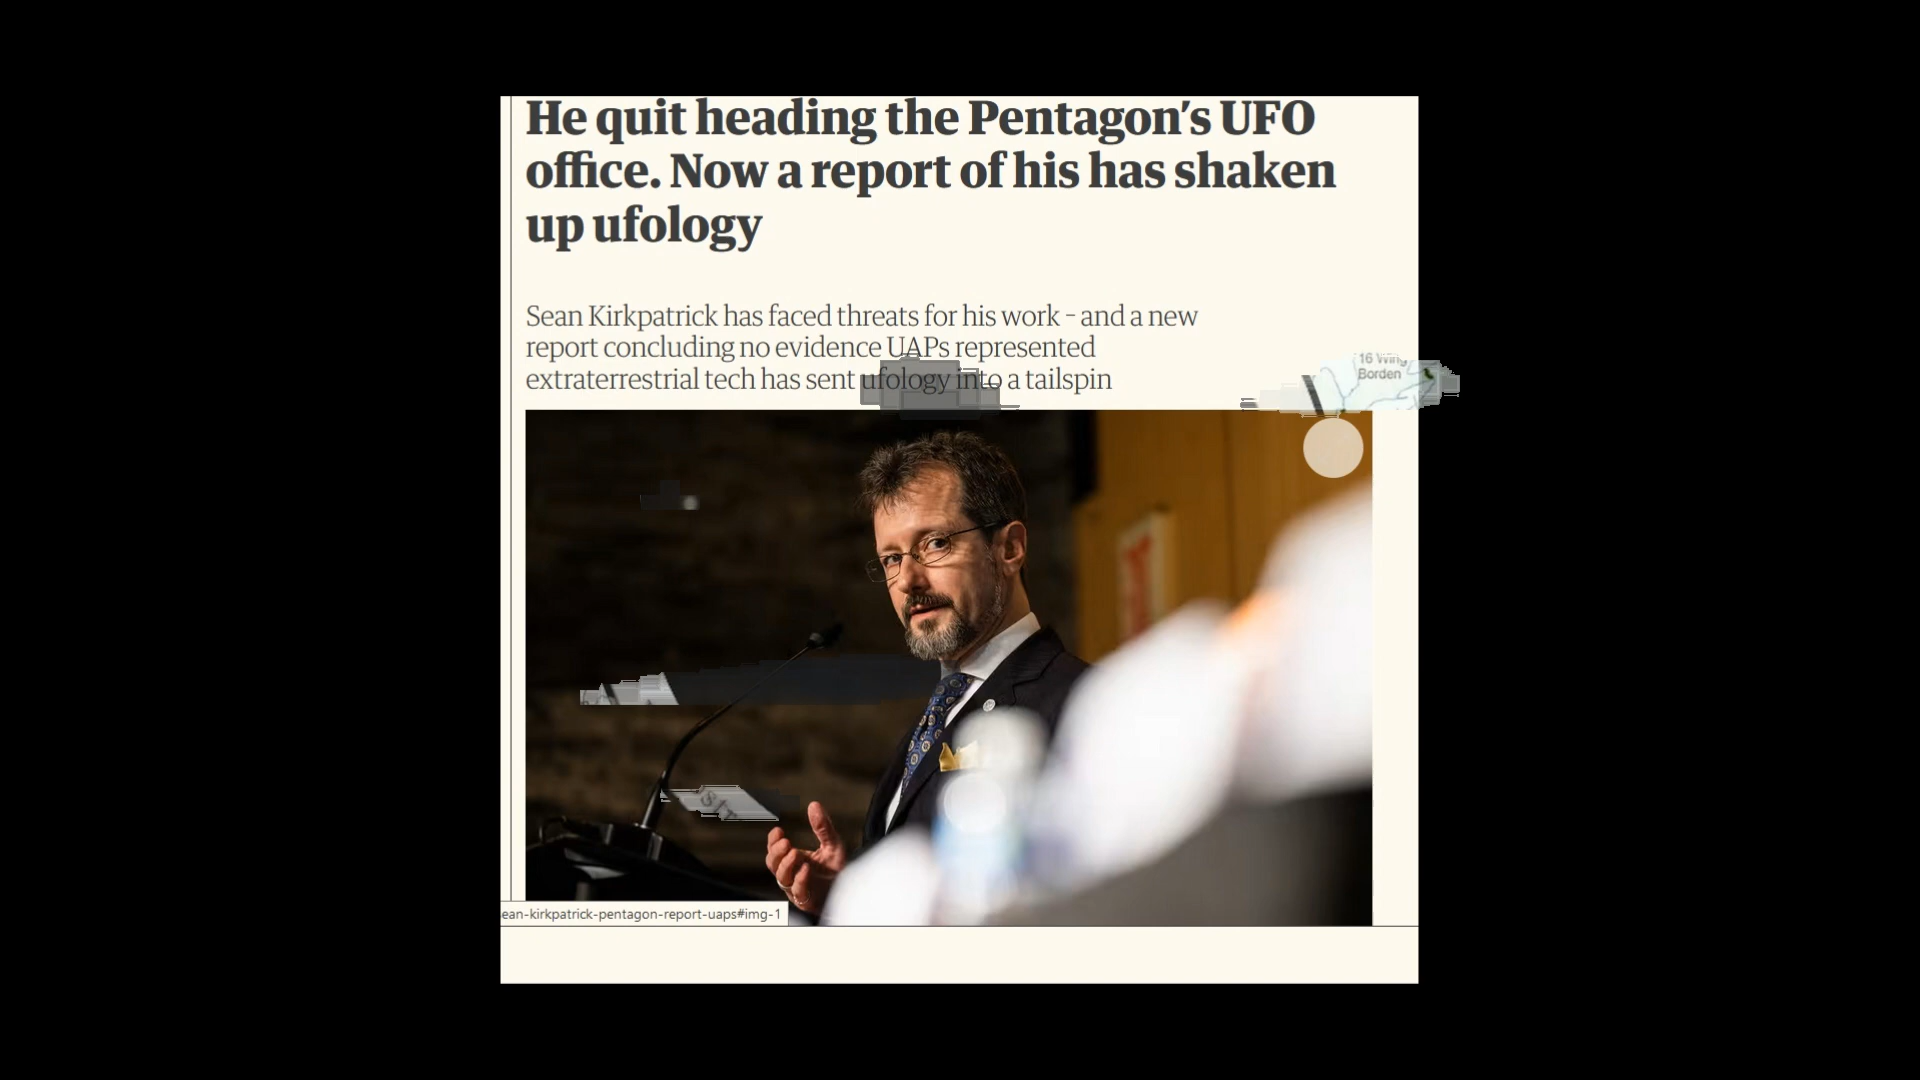 He quit heading the Pentagon's UFO
office. Now a report of his has shaken
up ufology
Sean Kirkpatrick has faced threats for his work – and a new
report concluding no evidence UAPs represented
extraterrestrial tech has sent ufology into a tailspin
16 Wing
Borden
ean-kirkpatrick-pentagon-report-uaps#img-1